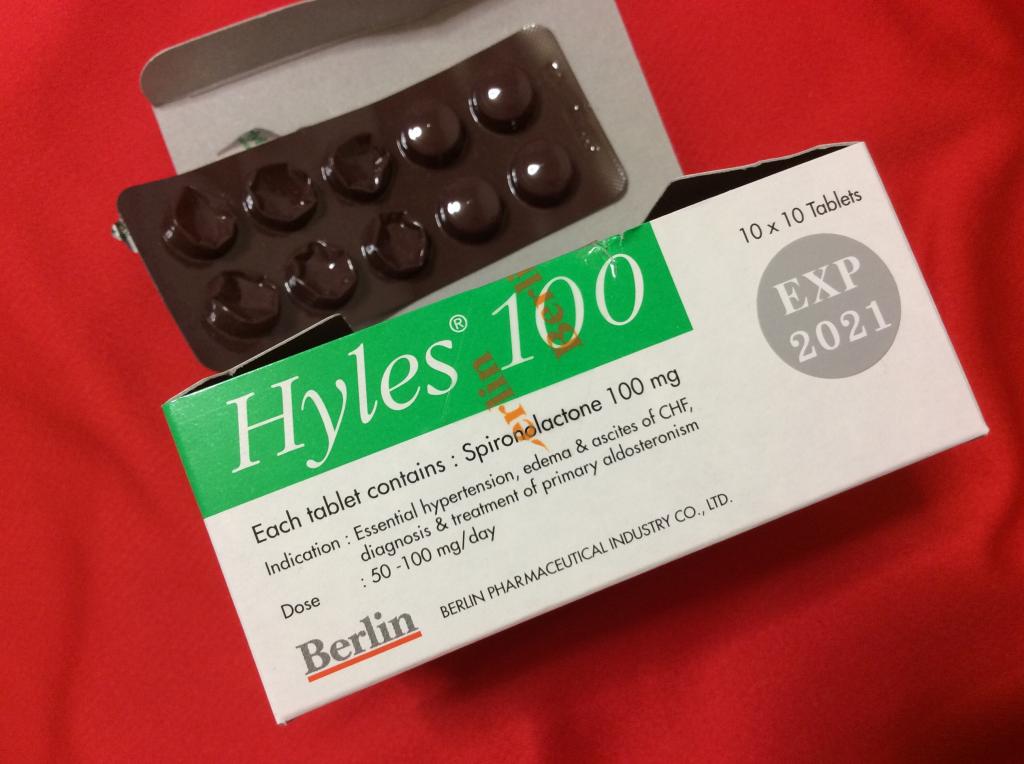 10 x 10 Tablets
EXP
2021
Hyles® 100
Berlin
Each tablet contains : Spironolactone 100 mg
Indication : Essential hypertension, edema & ascites of CHF,
diagnosis & treatment of primary aldosteronism
Dose : 50 -100 mg/day
Berlin BERLIN PHARMACEUTICAL INDUSTRY CO., LTD.